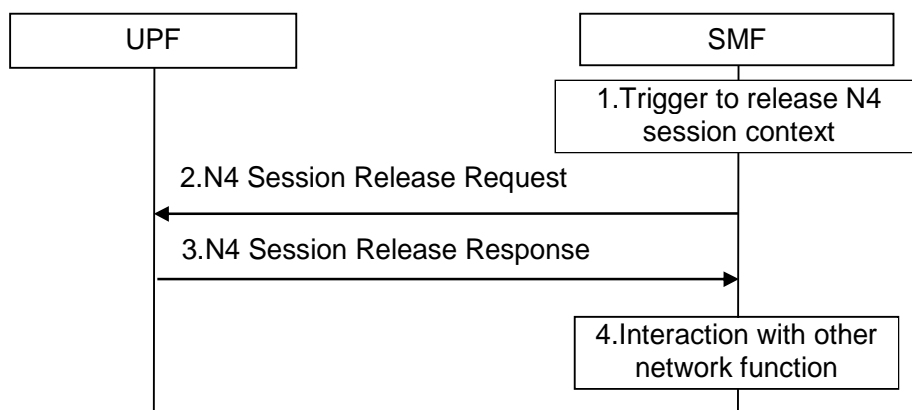 UPF
SMF
1.Trigger to release N4
session context
2.N4 Session Release Request
3.N4 Session Release Response
4.Interaction with other
network function